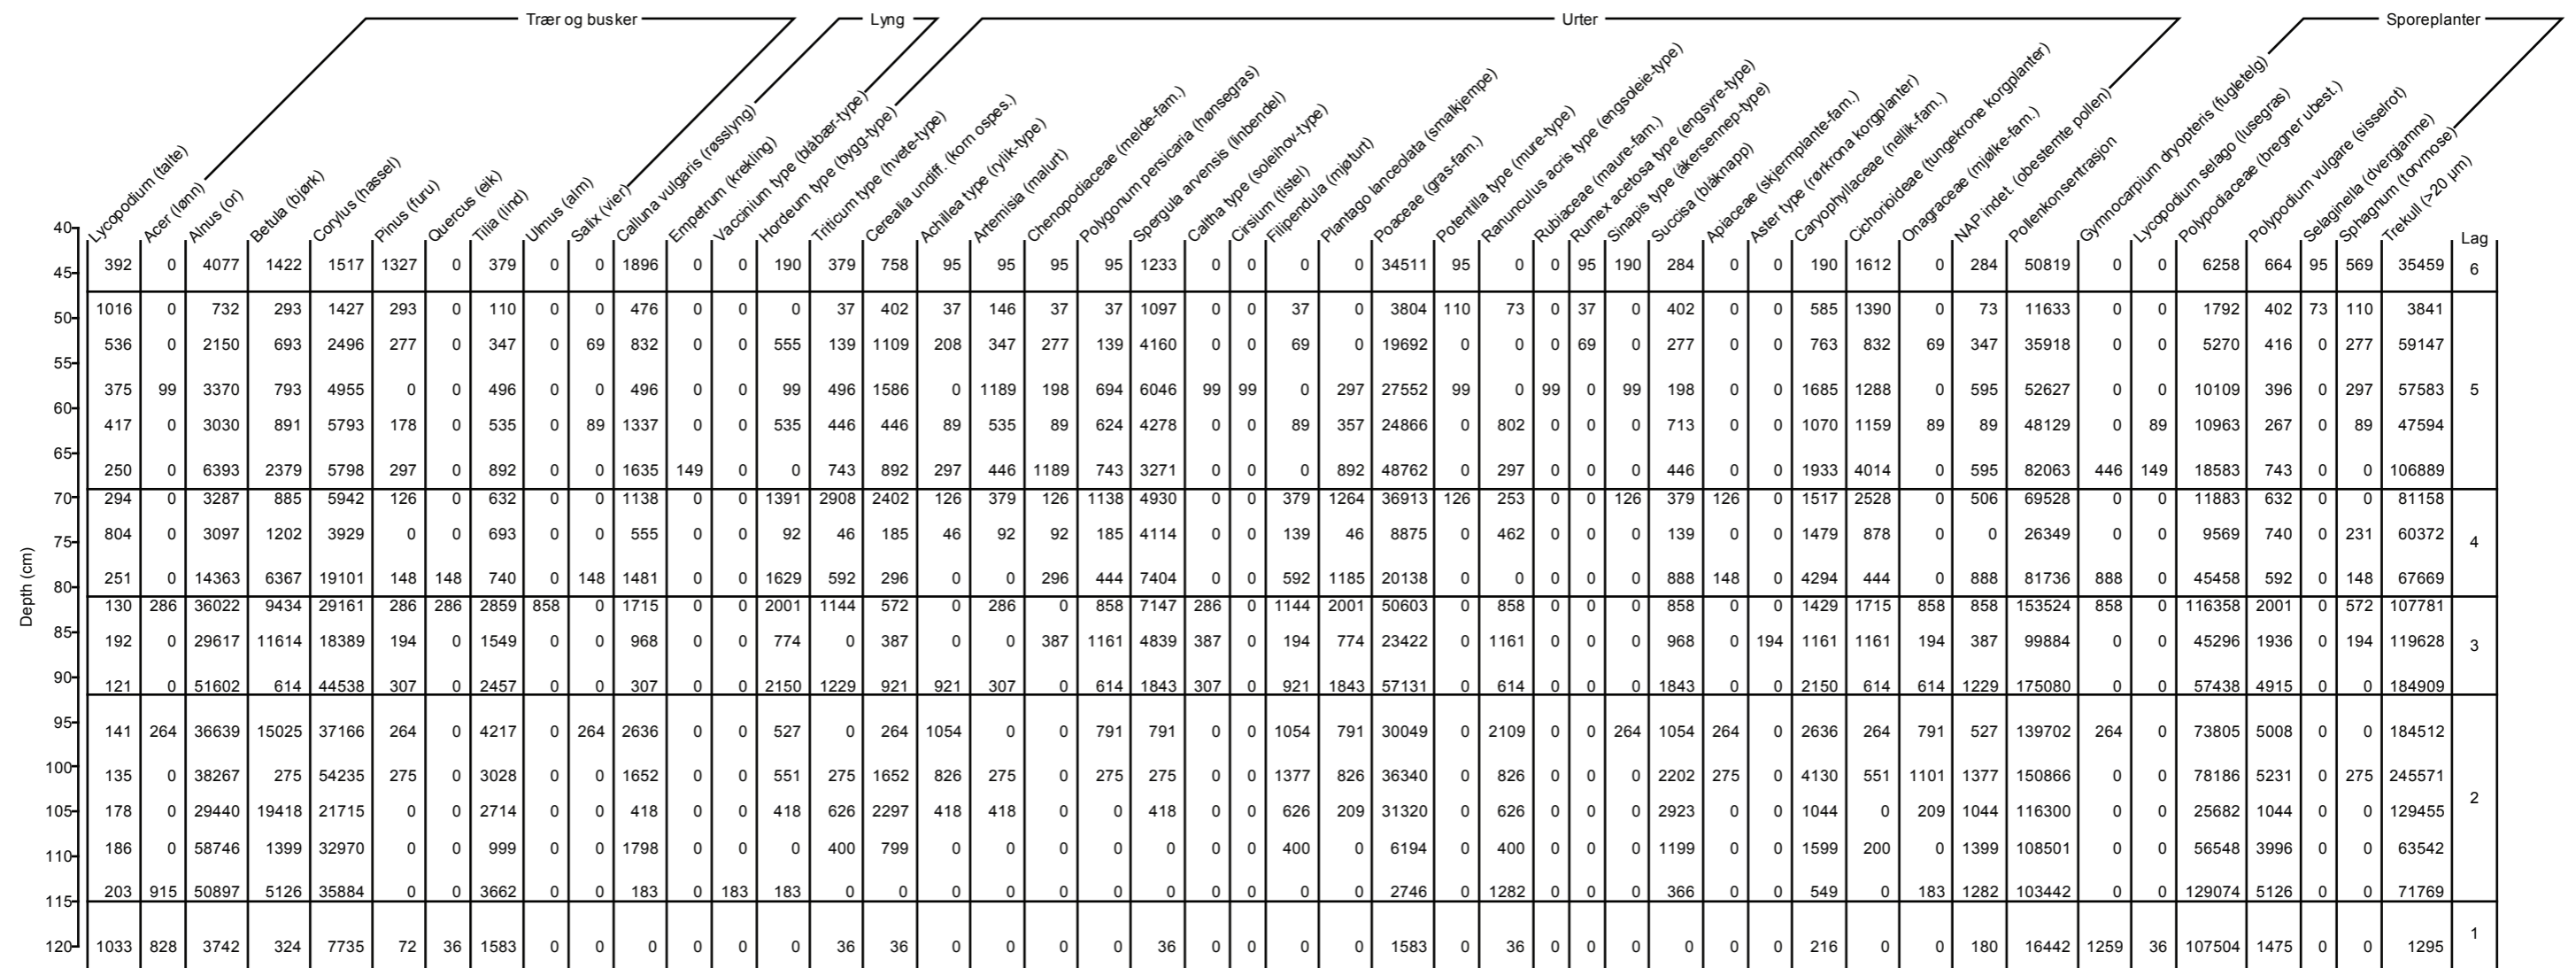 Trær og busker Lyng Urter Sporeplanter
Lycopodium (talte)
Acer (lønn)
Alnus (or)
Betula (bjørk)
Corylus (hassel)
Pinus (furu)
Quercus (eik)
Tilia (lind)
Ulmus (alm)
Salix (vier)
Calluna vulgaris (røsslyng)
Empetrum (krekling)
Vaccinium type (blåbær-type)
Hordeum type (bygg-type)
Triticum type (hvete-type)
Cerealia undiff. (korn ospes.)
Achillea type (rylik-type)
Artemisia (malurt)
Chenopodiaceae (melde-fam.)
Polygonum persicaria (hønsegras)
Spergula arvensis (linbendel)
Caltha type (soleihov-type)
Cirsium (tistel)
Filipendula (mjøturt)
Plantago lanceolata (smalkjempe)
Poaceae (gras-fam.)
Potentilla type (mure-type)
Ranunculus acris type (engsoleie-type)
Rubiaceae (maure-fam.)
Rumex acetosa type (engsyre-type)
Sinapis type (åkersennep-type)
Succisa (blåknapp)
Apiaceae (skjermplante-fam.)
Aster type (rørkrona korgplanter)
Caryophyllaceae (nellik-fam.)
Cichorioideae (tungekrone korgplanter)
Onagraceae (mjølke-fam.)
NAP indet. (obestemte pollen)
Pollenkonsentrasjon
Gymnocarpium dryopteris (fugletelg)
Lycopodium selago (lusegras)
Polypodiaceae (bregner ubest.)
Polypodium vulgare (sisselrot)
Selaginella (dvergjamne)
Sphagnum (torvmose)
Trekull (>20 µm)
Lag
Depth (cm)
40
45
50
55
60
65
70
75
80
85
90
95
100
105
110
115
120
392 0 4077 1422 1517 1327 0 379 0 0 1896 0 0 190 379 758 95 95 95 95 1233 0 0 0 0 34511 95 0 0 95 190 284 0 0 190 1612 0 284 50819 0 0 6258 664 95 569 35459 6
1016 0 732 293 1427 293 0 110 0 0 476 0 0 0 37 402 37 146 37 37 1097 0 0 37 0 3804 110 73 0 37 0 402 0 0 585 1390 0 73 11633 0 0 1792 402 73 110 3841
536 0 2150 693 2496 277 0 347 0 69 832 0 0 555 139 1109 208 347 277 139 4160 0 0 69 0 19692 0 0 0 69 0 277 0 0 763 832 69 347 35918 0 0 5270 416 0 277 59147
375 99 3370 793 4955 0 0 496 0 0 496 0 0 99 496 1586 0 1189 198 694 6046 99 99 0 297 27552 99 0 99 0 99 198 0 0 1685 1288 0 595 52627 0 0 10109 396 0 297 57583 5
417 0 3030 891 5793 178 0 535 0 89 1337 0 0 535 446 446 89 535 89 624 4278 0 0 89 357 24866 0 802 0 0 0 713 0 0 1070 1159 89 89 48129 0 89 10963 267 0 89 47594
250 0 6393 2379 5798 297 0 892 0 0 1635 149 0 0 743 892 297 446 1189 743 3271 0 0 0 892 48762 0 297 0 0 0 446 0 0 1933 4014 0 595 82063 446 149 18583 743 0 0 106889
294 0 3287 885 5942 126 0 632 0 0 1138 0 0 1391 2908 2402 126 379 126 1138 4930 0 0 379 1264 36913 126 253 0 0 126 379 126 0 1517 2528 0 506 69528 0 0 11883 632 0 0 81158
804 0 3097 1202 3929 0 0 693 0 0 555 0 0 92 46 185 46 92 92 185 4114 0 0 139 46 8875 0 462 0 0 0 139 0 0 1479 878 0 0 26349 0 0 9569 740 0 231 60372 4
251 0 14363 6367 19101 148 148 740 0 148 1481 0 0 1629 592 296 0 0 296 444 7404 0 0 592 1185 20138 0 0 0 0 0 888 148 0 4294 444 0 888 81736 888 0 45458 592 0 148 67669
130 286 36022 9434 29161 286 286 2859 858 0 1715 0 0 2001 1144 572 0 286 0 858 7147 286 0 1144 2001 50603 0 858 0 0 0 858 0 0 1429 1715 858 858 153524 858 0 116358 2001 0 572 107781
192 0 29617 11614 18389 194 0 1549 0 0 968 0 0 774 0 387 0 0 387 1161 4839 387 0 194 774 23422 0 1161 0 0 0 968 0 194 1161 1161 194 387 99884 0 0 45296 1936 0 194 119628 3
121 0 51602 614 44538 307 0 2457 0 0 307 0 0 2150 1229 921 921 307 0 614 1843 307 0 921 1843 57131 0 614 0 0 0 1843 0 0 2150 614 614 1229 175080 0 0 57438 4915 0 0 184909
141 264 36639 15025 37166 264 0 4217 0 264 2636 0 0 527 0 264 1054 0 0 791 791 0 0 1054 791 30049 0 2109 0 0 264 1054 264 0 2636 264 791 527 139702 264 0 73805 5008 0 0 184512
135 0 38267 275 54235 275 0 3028 0 0 1652 0 0 551 275 1652 826 275 0 275 275 0 0 1377 826 36340 0 826 0 0 0 2202 275 0 4130 551 1101 1377 150866 0 0 78186 5231 0 275 245571
178 0 29440 19418 21715 0 0 2714 0 0 418 0 0 418 626 2297 418 418 0 0 418 0 0 626 209 31320 0 626 0 0 0 2923 0 0 1044 0 209 1044 116300 0 0 25682 1044 0 0 129455 2
186 0 58746 1399 32970 0 0 999 0 0 1798 0 0 0 400 799 0 0 0 0 0 0 0 400 0 6194 0 400 0 0 0 1199 0 0 1599 200 0 1399 108501 0 0 56548 3996 0 0 63542
203 915 50897 5126 35884 0 0 3662 0 0 183 0 183 183 0 0 0 0 0 0 0 0 0 0 0 2746 0 1282 0 0 0 366 0 0 549 0 183 1282 103442 0 0 129074 5126 0 0 71769
1033 828 3742 324 7735 72 36 1583 0 0 0 0 0 0 36 36 0 0 0 0 36 0 0 0 0 1583 0 36 0 0 0 0 0 0 216 0 0 180 16442 1259 36 107504 1475 0 0 1295 1